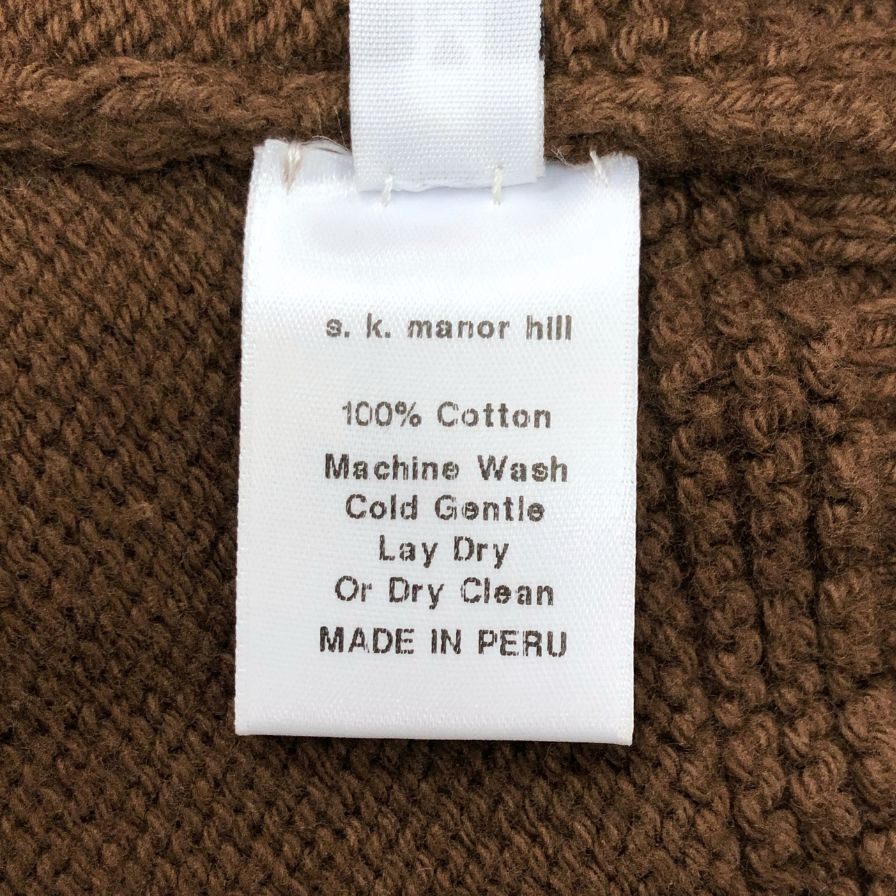 s. k. manor hill
100% Cotton
Machine Wash
Cold Gentle
Lay Dry
Or Dry Clean
MADE IN PERU